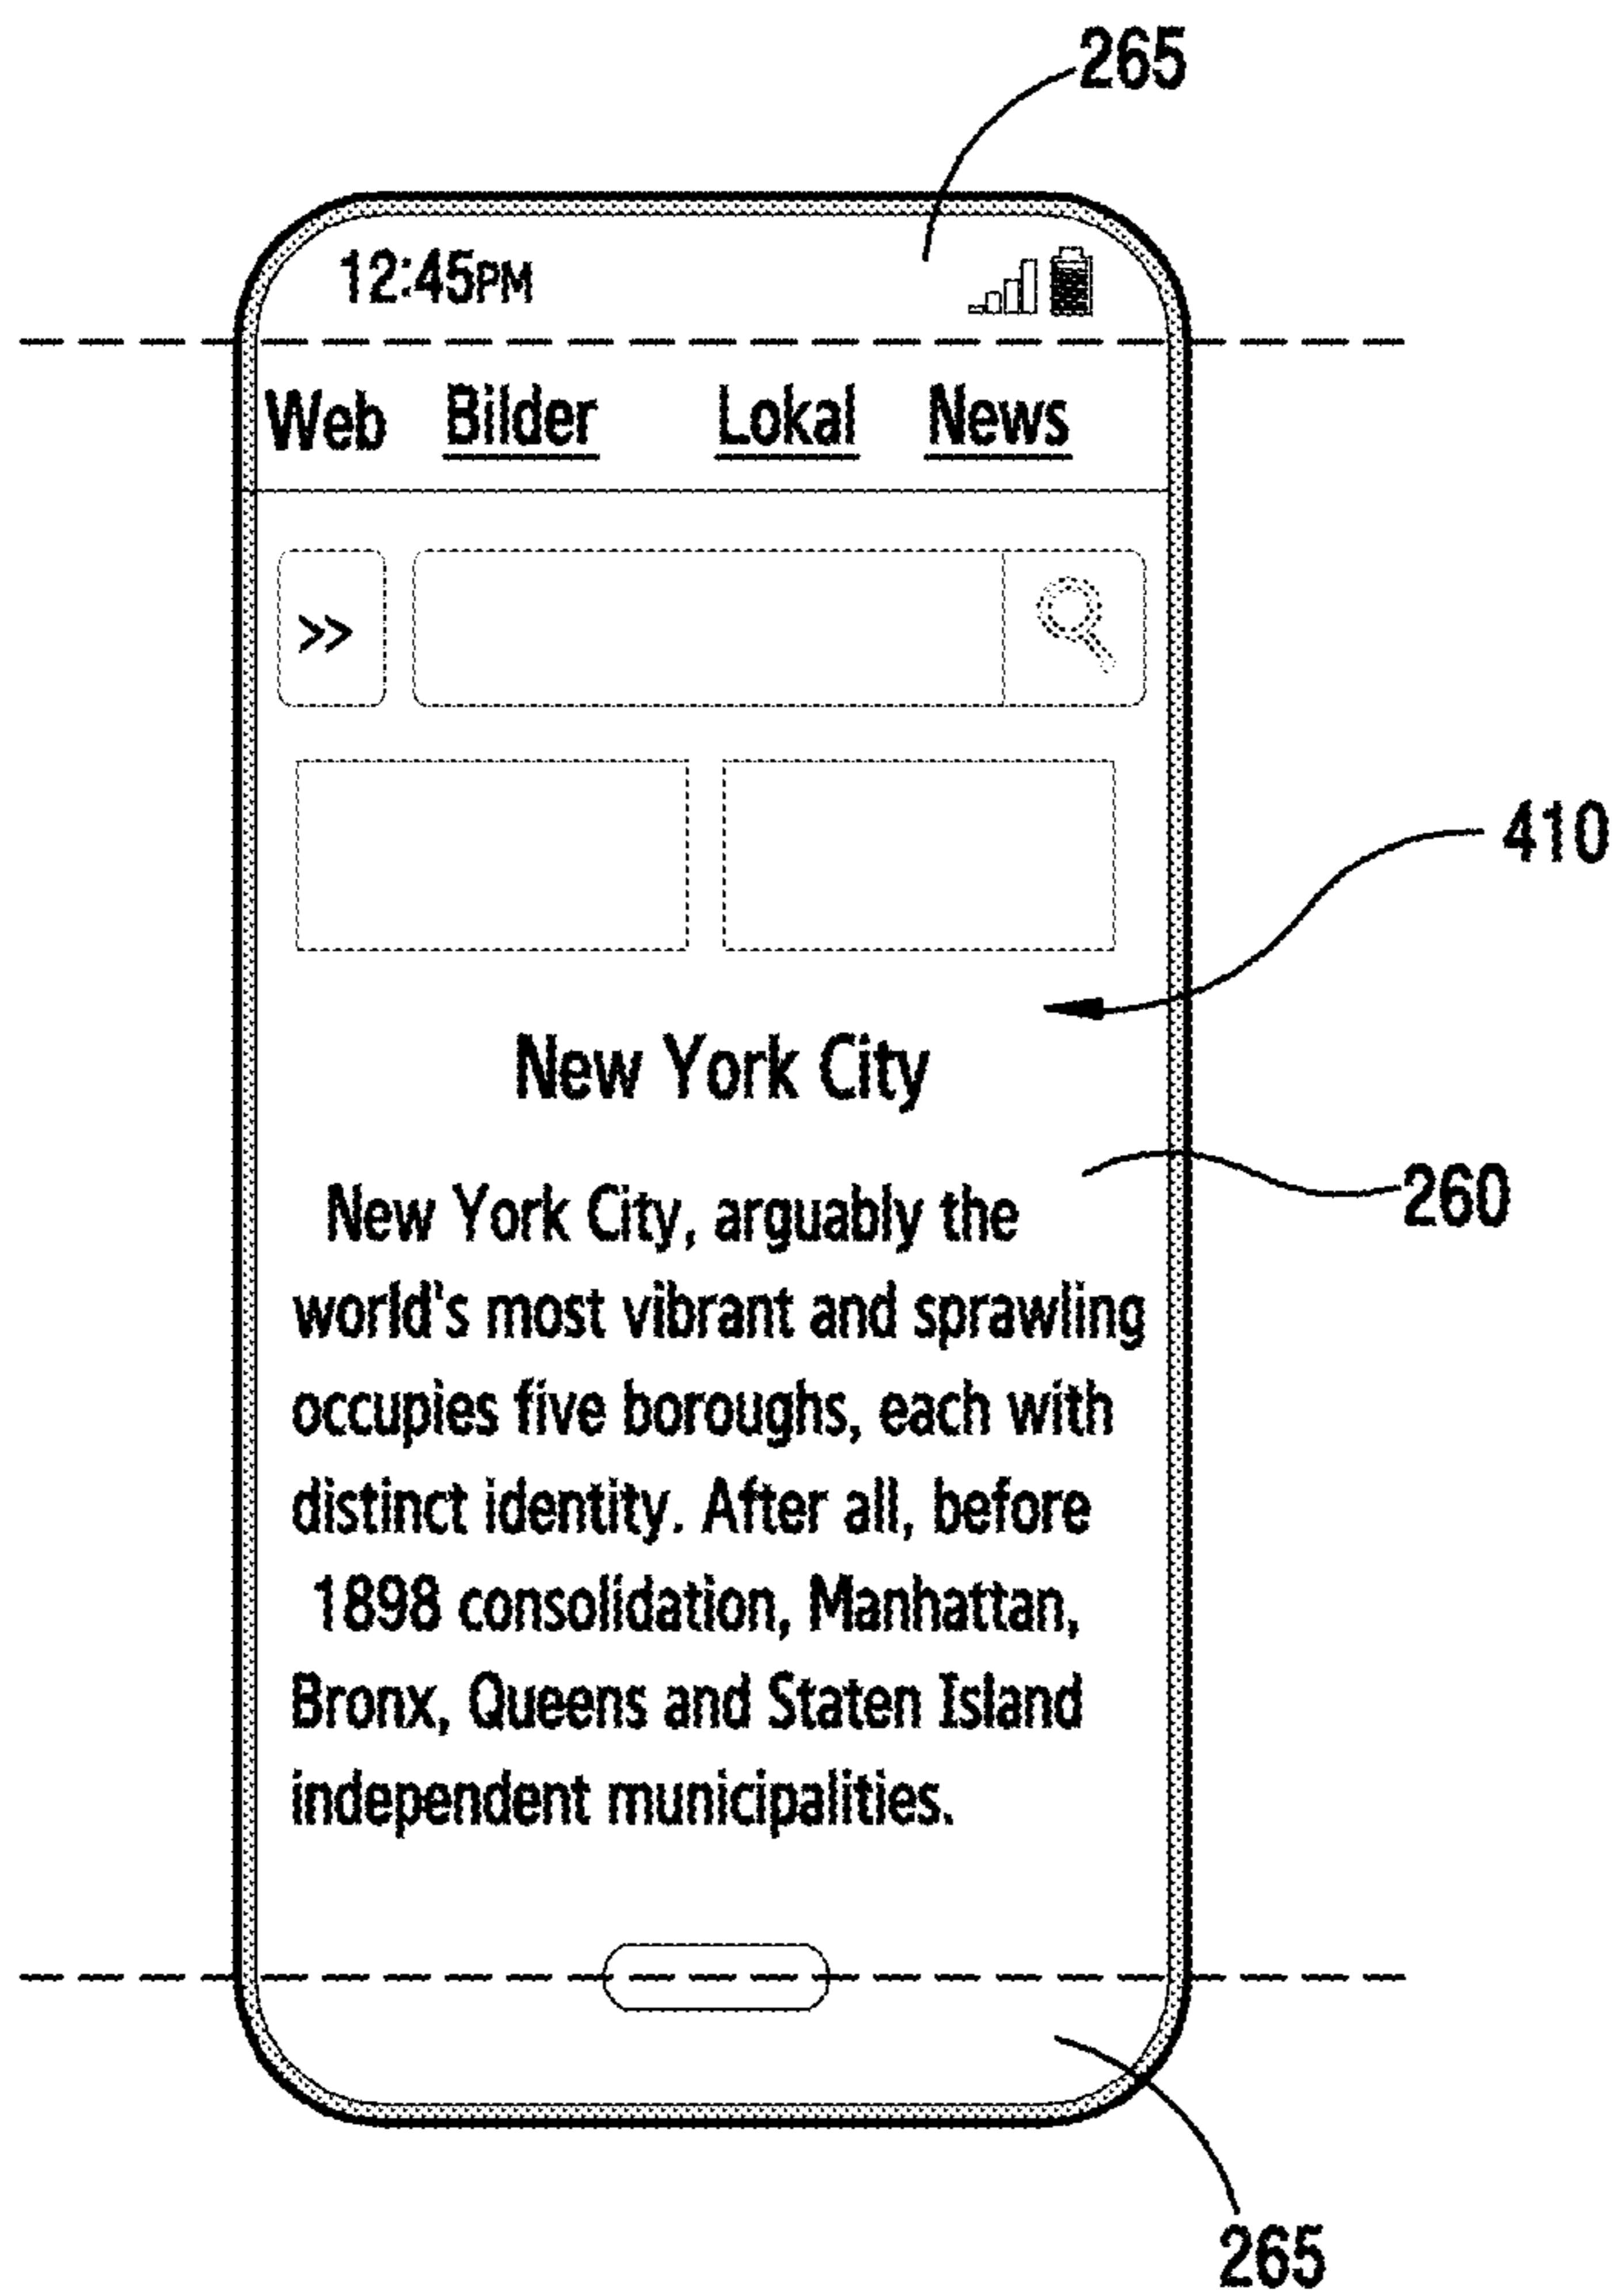 265
12:45PM
Web Bilder Lokal News
»
410
New York City
260
New York City, arguably the
world's most vibrant and sprawling
occupies five boroughs, each with
distinct identity. After all, before
1898 consolidation, Manhattan,
Bronx, Queens and Staten Island
independent municipalities.
265